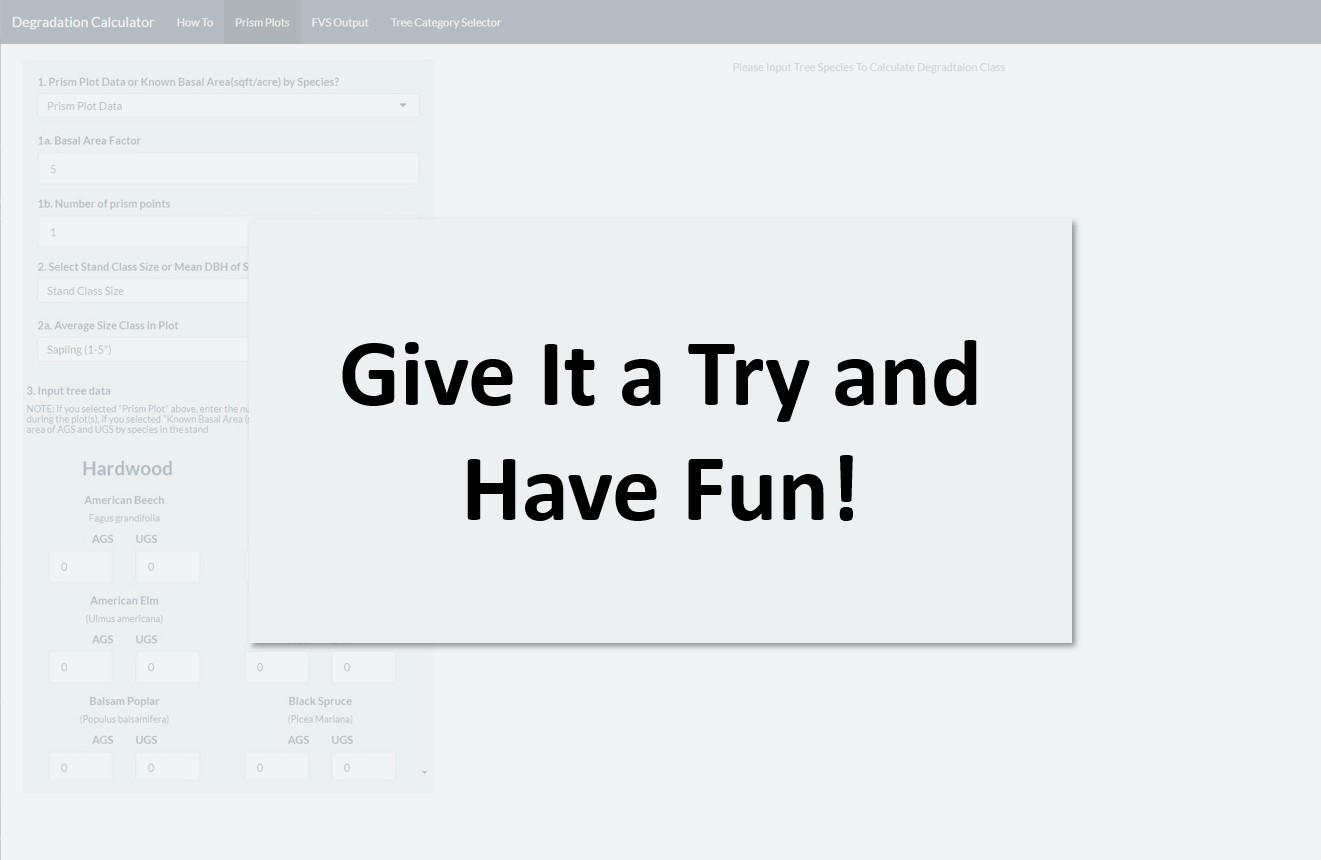 Degradation Calculator How To Prism Plots FVS Output Tree Category Selector
Please Input Tree Species To Calculate Degradtaion Class
1. Prism Plot Data or Known Basal Area(sqft/acre) by Species?
Prism Plot Data
1a. Basal Area Factor
5
1b. Number of prism points
1
2. Select Stand Class Size or Mean DBH of S
Stand Class Size
2a. Average Size Class in Plot
Sapling (1-5")
3. Input tree data
NOTE: If you selected "Prism Plot" above, enter the nu
during the plot(s), if you selected "Known Basal Area (s
area of AGS and UGS by species in the stand
Give It a Try and
Have Fun!
Hardwood
American Beech
Fagus grandifolia
AGS UGS
0 0
American Elm
(Ulmus americana)
AGS UGS
0 0 0 0
Balsam Poplar Black Spruce
(Populus balsamifera) (Picea Mariana)
AGS UGS AGS UGS
0 0 0 0